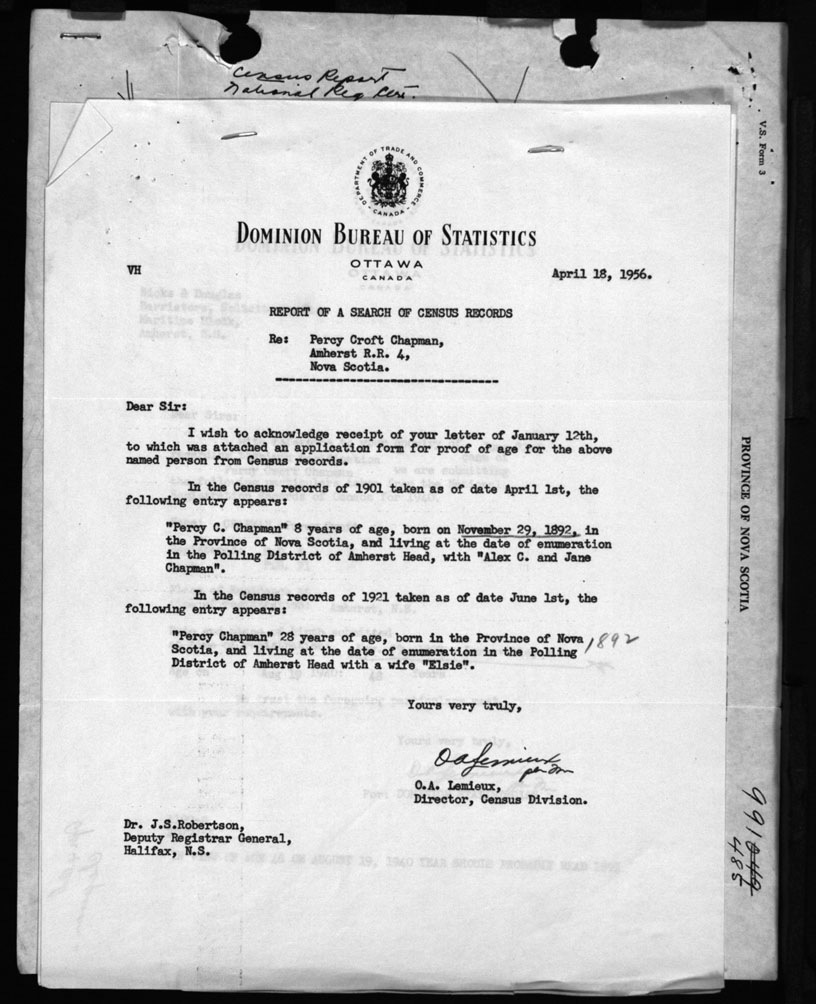 Census Report
National Reg Cert.
V.S. Form 3
DEPARTMENT OF TRADE AND COMMERCE
CANADA
DOMINION BUREAU OF STATISTICS
OTTAWA
CANADA
VH
April 18, 1956.
REPORT OF A SEARCH OF CENSUS RECORDS
Re: Percy Croft Chapman,
Amherst R.R. 4,
Nova Scotia.
Dear Sir:
I wish to acknowledge receipt of your letter of January 12th,
to which was attached an application form for proof of age for the above
named person from Census records.
In the Census records of 1901 taken as of date April 1st, the
following entry appears:
"Percy C. Chapman" 8 years of age, born on November 29, 1892, in
the Province of Nova Scotia, and living at the date of enumeration
in the Polling District of Amherst Head, with "Alex C. and Jane
Chapman".
In the Census records of 1921 taken as of date June 1st, the
following entry appears:
"Percy Chapman" 28 years of age, born in the Province of Nova
Scotia, and living at the date of enumeration in the Polling
District of Amherst Head with a wife "Elsie".
1892
Yours very truly,
OALemieux
O.A. Lemieux,
Director, Census Division.
Dr. J.S.Robertson,
Deputy Registrar General,
Halifax, N.S.
PROVINCE OF NOVA SCOTIA
485